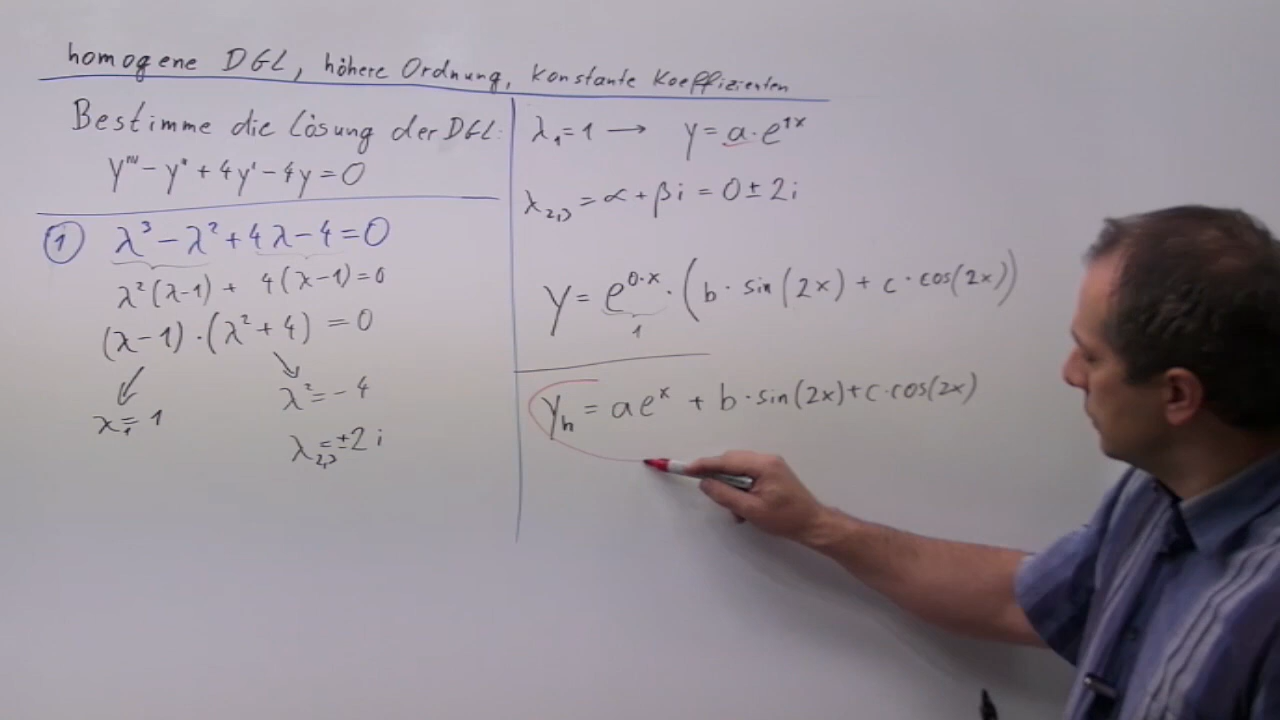 homogene DGL, höhere Ordnung, konstante Koeffizienten
Bestimme die Lösung der DGL:
y''' - y'' + 4y' - 4y = 0
① λ³ - λ² + 4λ - 4 = 0
λ²(λ-1) + 4(λ-1) = 0
(λ-1)·(λ²+4) = 0
λ₁ = 1
λ² = -4
λ₂,₃ = ±2i
λ₁ = 1 → y = a·e^1x
λ₂,₃ = α + βi = 0 ± 2i
y = e^0·x · (b · sin(2x) + c · cos(2x))
1
y_h = ae^x + b·sin(2x) + c·cos(2x)